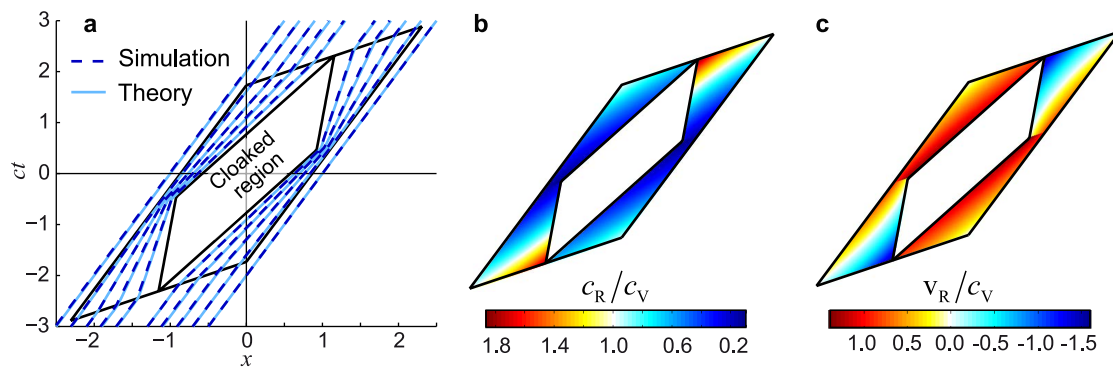 a
b
c
3
2
1
0
−1
−2
−3
ct
Simulation
Theory
Cloaked
region
−2
−1
0
1
2
x
c_R/c_V
1.8 1.4 1.0 0.6 0.2
v_R/c_V
1.0 0.5 0.0 -0.5 -1.5